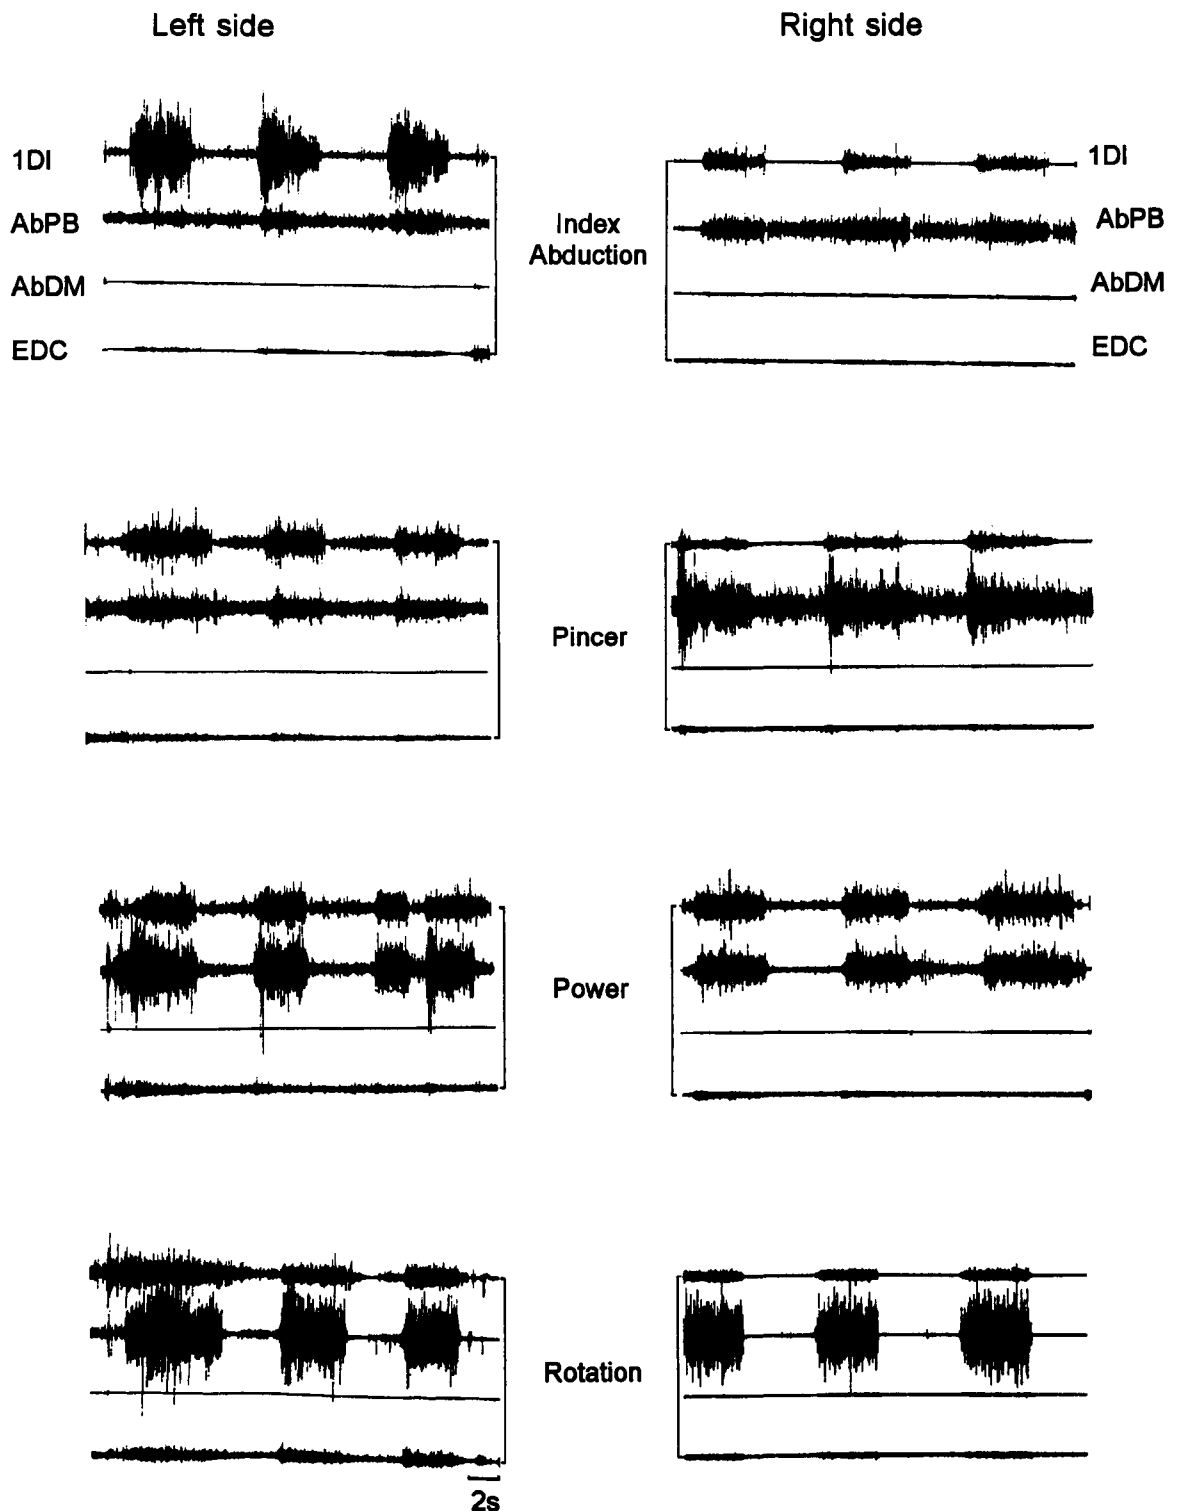 Left side
Right side
1DI
AbPB
AbDM
EDC
Index
Abduction
1DI
AbPB
AbDM
EDC
Pincer
Power
Rotation
2s